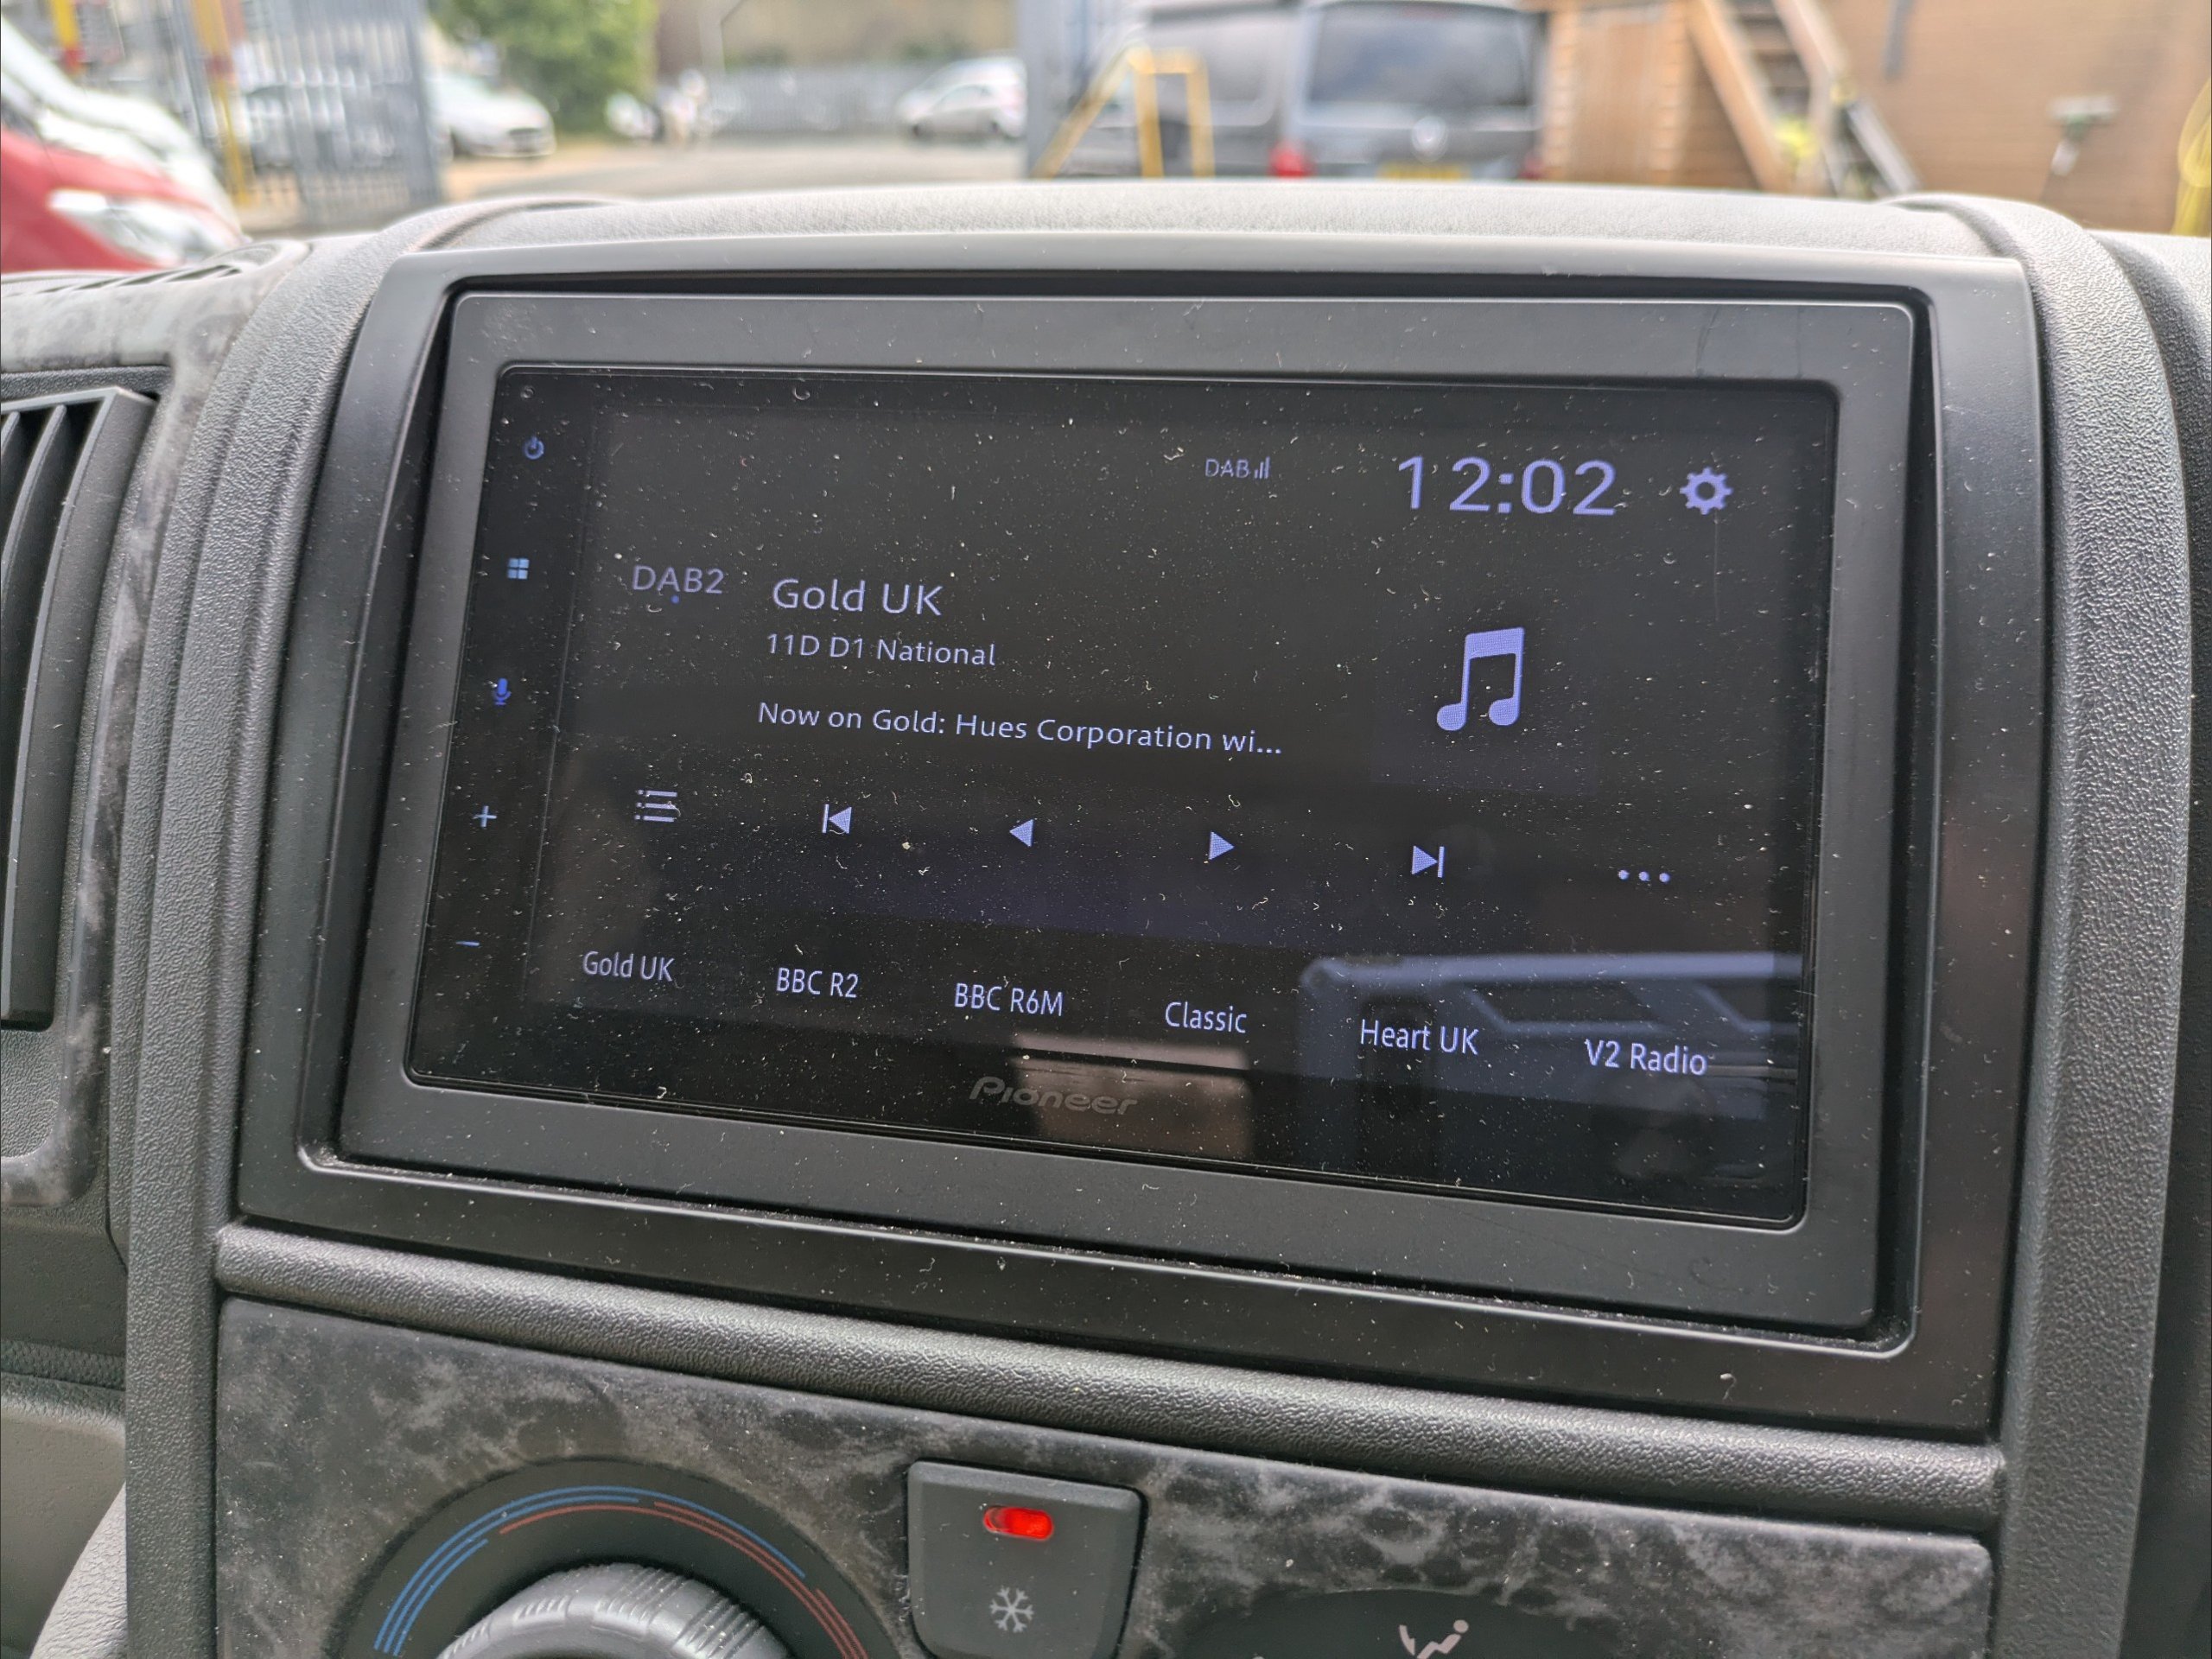 DAB
12:02
DAB2
Gold UK
11D D1 National
Now on Gold: Hues Corporation wi...
Gold UK
BBC R2
BBC R6M
Classic
Heart UK
V2 Radio
Pioneer